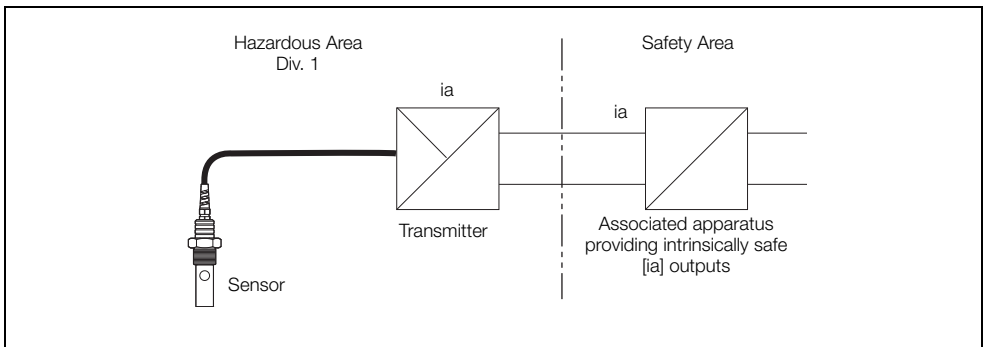 Hazardous Area
Div. 1
Safety Area
ia
ia
Transmitter
Associated apparatus
providing intrinsically safe
[ia] outputs
Sensor